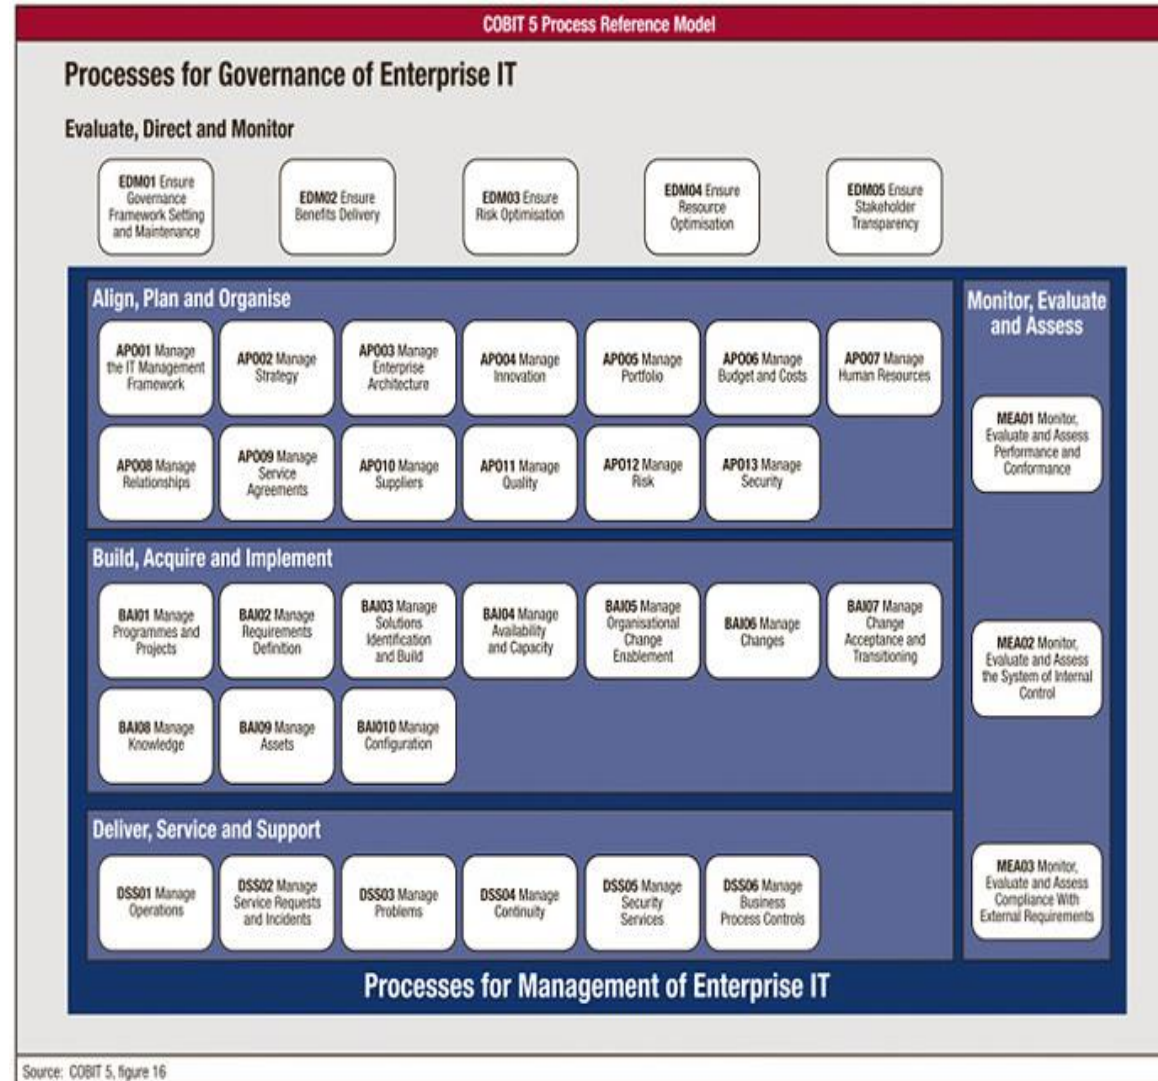 COBIT 5 Process Reference Model
Processes for Governance of Enterprise IT
Evaluate, Direct and Monitor
EDM01 Ensure
Governance
Framework Setting
and Maintenance
EDM02 Ensure
Benefits Delivery
EDM03 Ensure
Risk Optimisation
EDM04 Ensure
Resource
Optimisation
EDM05 Ensure
Stakeholder
Transparency
Align, Plan and Organise
APO01 Manage
the IT Management
Framework
APO02 Manage
Strategy
APO03 Manage
Enterprise
Architecture
APO04 Manage
Innovation
APO05 Manage
Portfolio
APO06 Manage
Budget and Costs
APO07 Manage
Human Resources
APO08 Manage
Relationships
APO09 Manage
Service
Agreements
APO10 Manage
Suppliers
APO11 Manage
Quality
APO12 Manage
Risk
APO13 Manage
Security
Build, Acquire and Implement
BAI01 Manage
Programmes and
Projects
BAI02 Manage
Requirements
Definition
BAI03 Manage
Solutions
Identification
and Build
BAI04 Manage
Availability
and Capacity
BAI05 Manage
Organisational
Change
Enablement
BAI06 Manage
Changes
BAI07 Manage
Change
Acceptance and
Transitioning
BAI08 Manage
Knowledge
BAI09 Manage
Assets
BAI010 Manage
Configuration
Deliver, Service and Support
DSS01 Manage
Operations
DSS02 Manage
Service Requests
and Incidents
DSS03 Manage
Problems
DSS04 Manage
Continuity
DSS05 Manage
Security
Services
DSS06 Manage
Business
Process Controls
Monitor, Evaluate
and Assess
MEA01 Monitor,
Evaluate and Assess
Performance and
Conformance
MEA02 Monitor,
Evaluate and Assess
the System of Internal
Control
MEA03 Monitor,
Evaluate and Assess
Compliance With
External Requirements
Processes for Management of Enterprise IT
Source: COBIT 5, figure 16